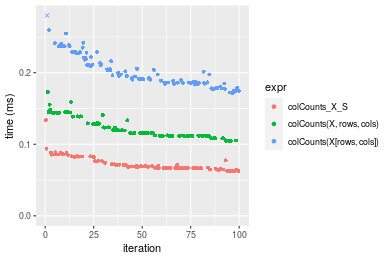 time (ms)
0.2
0.1
0.0
0
25
50
75
100
iteration
expr
colCounts_X_S
colCounts(X, rows, cols)
colCounts(X[rows, cols])